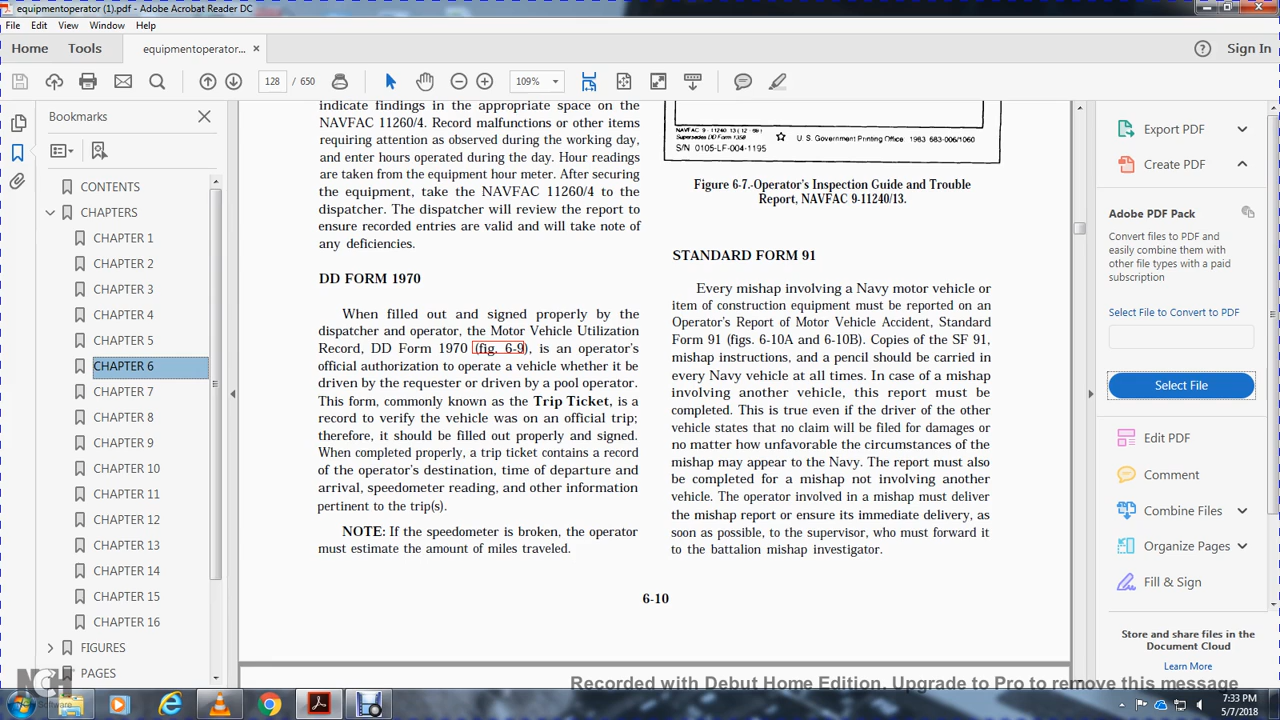 equipmentoperator (1).pdf - Adobe Acrobat Reader DC
File Edit View Window Help
Home Tools equipmentoperator... × Sign In
128 / 650 109%
Bookmarks
CONTENTS
CHAPTERS
CHAPTER 1
CHAPTER 2
CHAPTER 3
CHAPTER 4
CHAPTER 5
CHAPTER 6
CHAPTER 7
CHAPTER 8
CHAPTER 9
CHAPTER 10
CHAPTER 11
CHAPTER 12
CHAPTER 13
CHAPTER 14
CHAPTER 15
CHAPTER 16
FIGURES
PAGES
indicate findings in the appropriate space on the
NAVFAC 11260/4. Record malfunctions or other items
requiring attention as observed during the working day,
and enter hours operated during the day. Hour readings
are taken from the equipment hour meter. After securing
the equipment, take the NAVFAC 11260/4 to the
dispatcher. The dispatcher will review the report to
ensure recorded entries are valid and will take note of
any deficiencies.
DD FORM 1970
When filled out and signed properly by the
dispatcher and operator, the Motor Vehicle Utilization
Record, DD Form 1970 (fig. 6-9), is an operator's
official authorization to operate a vehicle whether it be
driven by the requester or driven by a pool operator.
This form, commonly known as the Trip Ticket, is a
record to verify the vehicle was on an official trip;
therefore, it should be filled out properly and signed.
When completed properly, a trip ticket contains a record
of the operator's destination, time of departure and
arrival, speedometer reading, and other information
pertinent to the trip(s).
NOTE: If the speedometer is broken, the operator
must estimate the amount of miles traveled.
NAVFAC 9-11240 13 (12-68)
Supersedes DD Form 1358
S/N 0105-LF-004-1195
U.S. Government Printing Office 1983 683-006/1060
Figure 6-7.-Operator's Inspection Guide and Trouble
Report, NAVFAC 9-11240/13.
STANDARD FORM 91
Every mishap involving a Navy motor vehicle or
item of construction equipment must be reported on an
Operator's Report of Motor Vehicle Accident, Standard
Form 91 (figs. 6-10A and 6-10B). Copies of the SF 91,
mishap instructions, and a pencil should be carried in
every Navy vehicle at all times. In case of a mishap
involving another vehicle, this report must be
completed. This is true even if the driver of the other
vehicle states that no claim will be filed for damages or
no matter how unfavorable the circumstances of the
mishap may appear to the Navy. The report must also
be completed for a mishap not involving another
vehicle. The operator involved in a mishap must deliver
the mishap report or ensure its immediate delivery, as
soon as possible, to the supervisor, who must forward it
to the battalion mishap investigator.
6-10
Export PDF
Create PDF
Adobe PDF Pack
Convert files to PDF and
easily combine them with
other file types with a paid
subscription
Select File to Convert to PDF
Select File
Edit PDF
Comment
Combine Files
Organize Pages
Fill & Sign
Store and share files in the
Document Cloud
Learn More
NCH
Software
Recorded with Debut Home Edition. Upgrade to Pro to remove this message
7:33 PM
5/7/2018